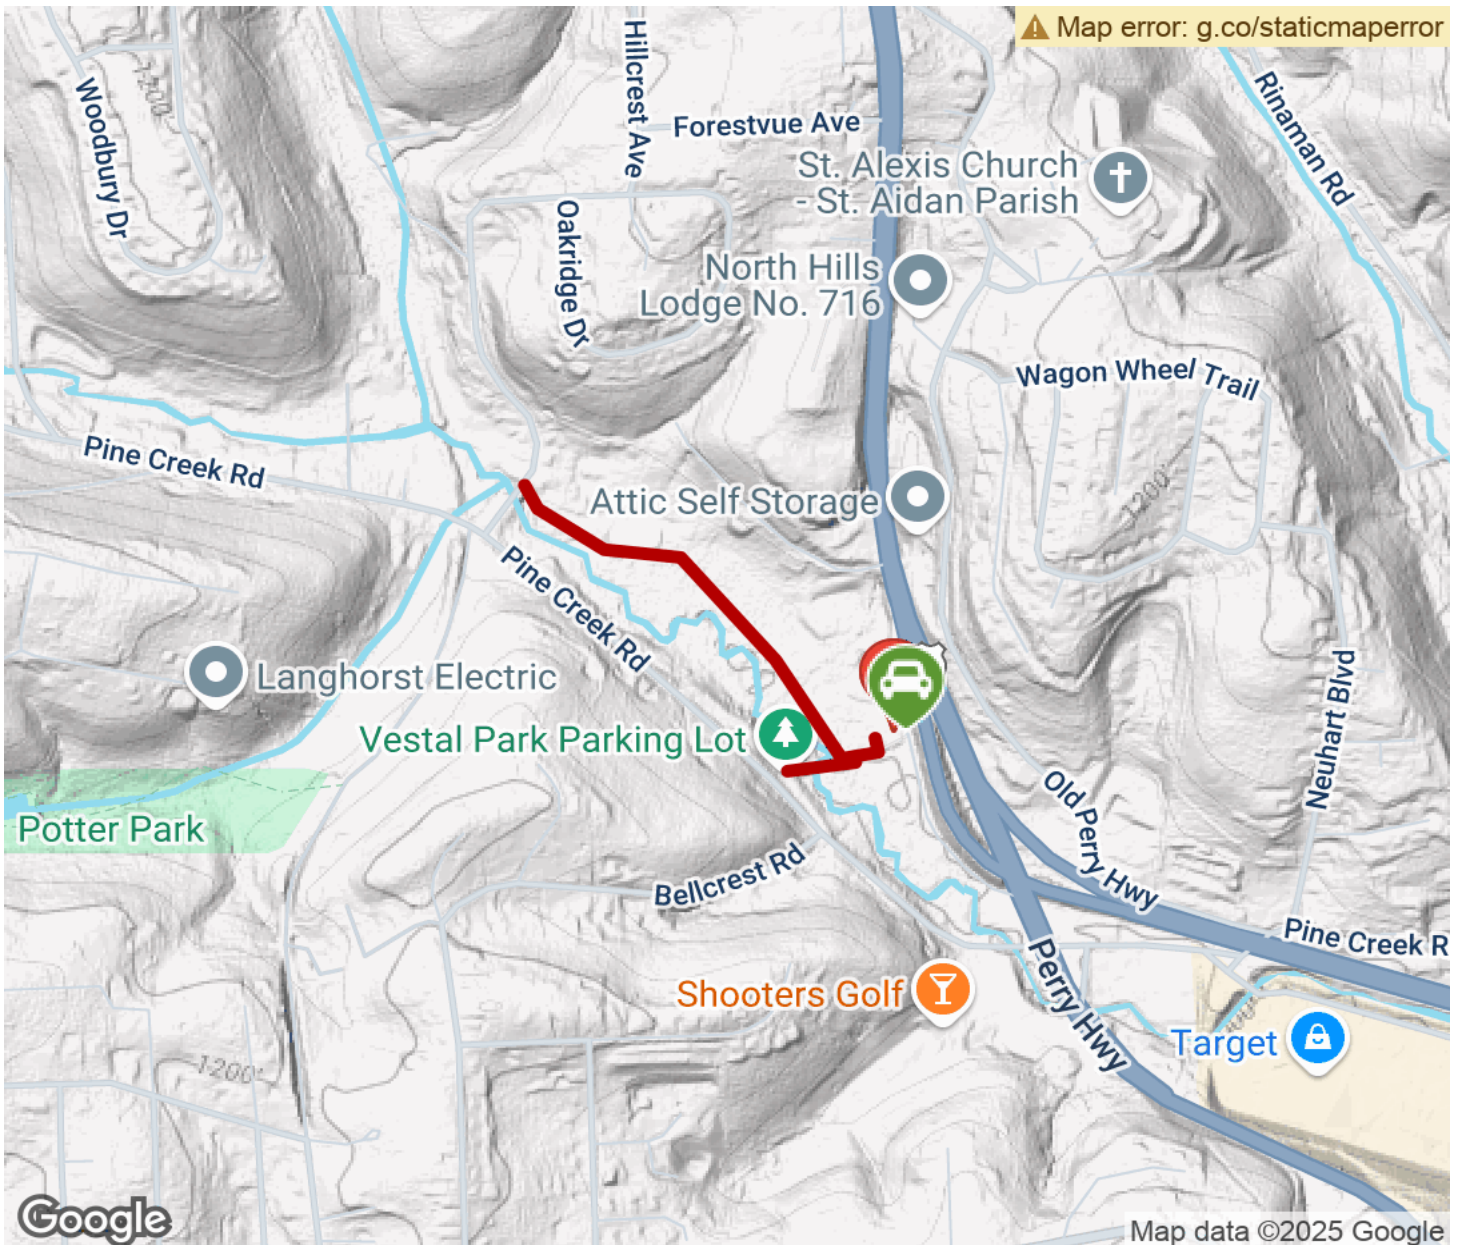 Map error: g.co/staticmaperror
Hillcrest Ave
Woodbury Dr
1200
Forestvue Ave
Rinaman Rd
St. Alexis Church
- St. Aidan Parish
Oakridge Dr
North Hills
Lodge No. 716
Wagon Wheel Trail
Pine Creek Rd
Attic Self Storage
1200'
Pine Creek Rd
Langhorst Electric
Neuhart Blvd
Vestal Park Parking Lot
Old Perry Hwy
Potter Park
Bellcrest Rd
Pine Creek R
Perry Hwy
Shooters Golf
Target
1200'
Google
Map data ©2025 Google